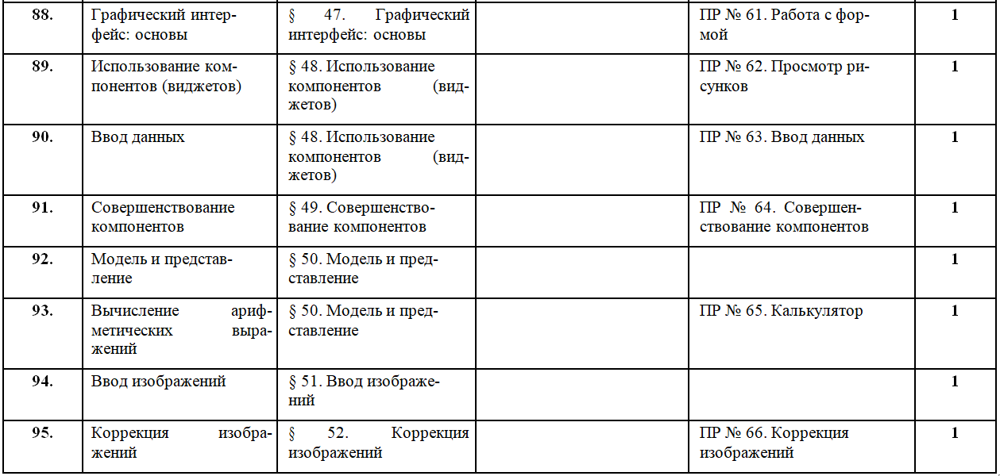 88.
Графический интер-
фейс: основы
§ 47. Графический
интерфейс: основы
ПР № 61. Работа с фор-
мой
1
89.
Использование ком-
понентов (виджетов)
§ 48. Использование
компонентов (вид-
жетов)
ПР № 62. Просмотр ри-
сунков
1
90.
Ввод данных
§ 48. Использование
компонентов (вид-
жетов)
ПР № 63. Ввод данных
1
91.
Совершенствование
компонентов
§ 49. Совершенство-
вание компонентов
ПР № 64. Совершен-
ствование компонентов
1
92.
Модель и представ-
ление
§ 50. Модель и пред-
ставление
1
93.
Вычисление ариф-
метических выра-
жений
§ 50. Модель и пред-
ставление
ПР № 65. Калькулятор
1
94.
Ввод изображений
§ 51. Ввод изображе-
ний
1
95.
Коррекция изобра-
жений
§ 52. Коррекция
изображений
ПР № 66. Коррекция
изображений
1